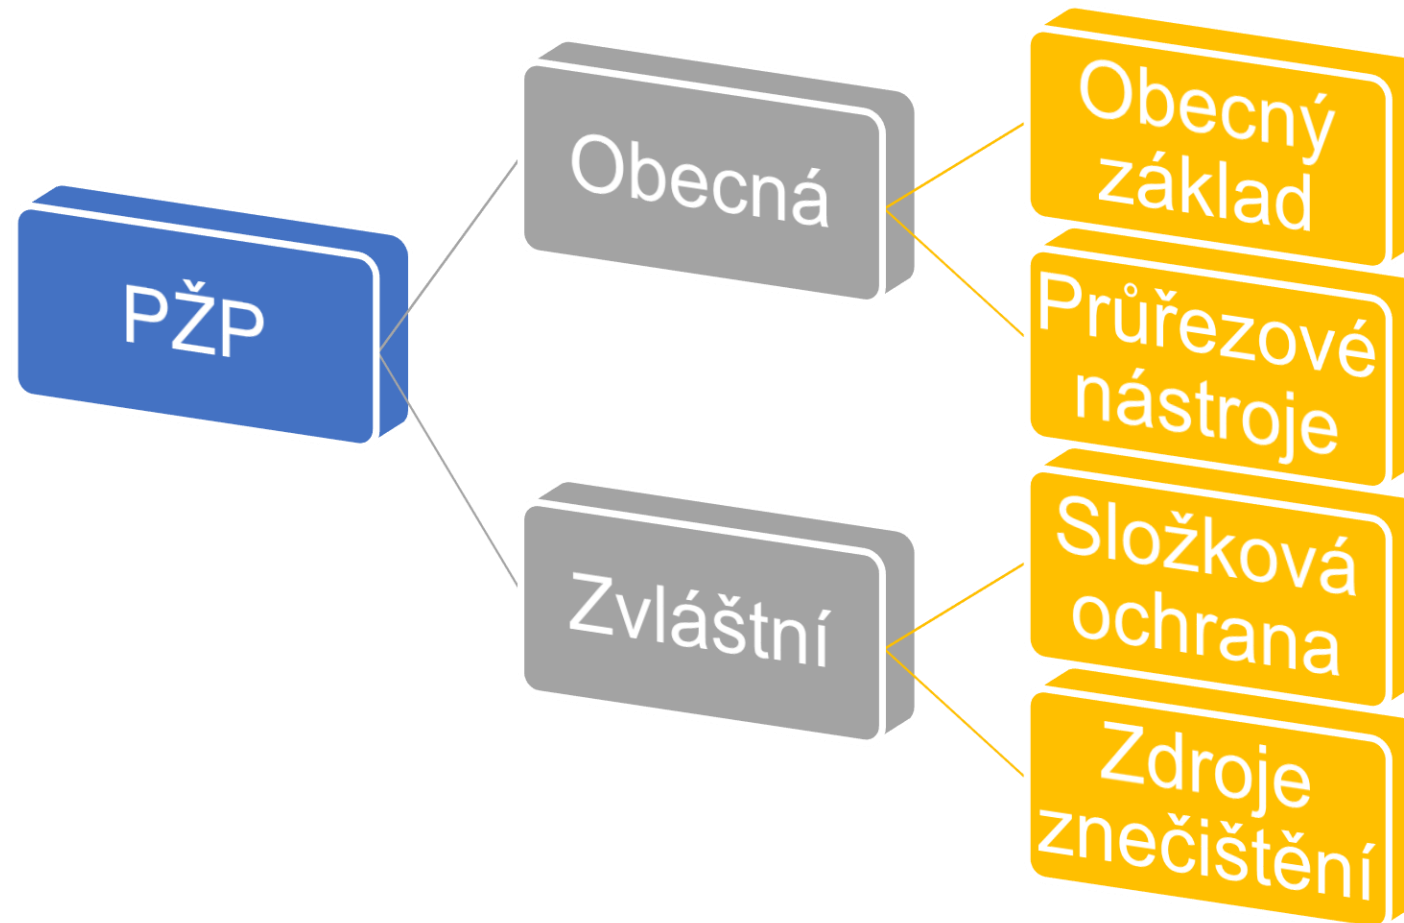 PŽP
Obecná
Zvláštní
Obecný
základ
Průřezové
nástroje
Složková
ochrana
Zdroje
znečištění